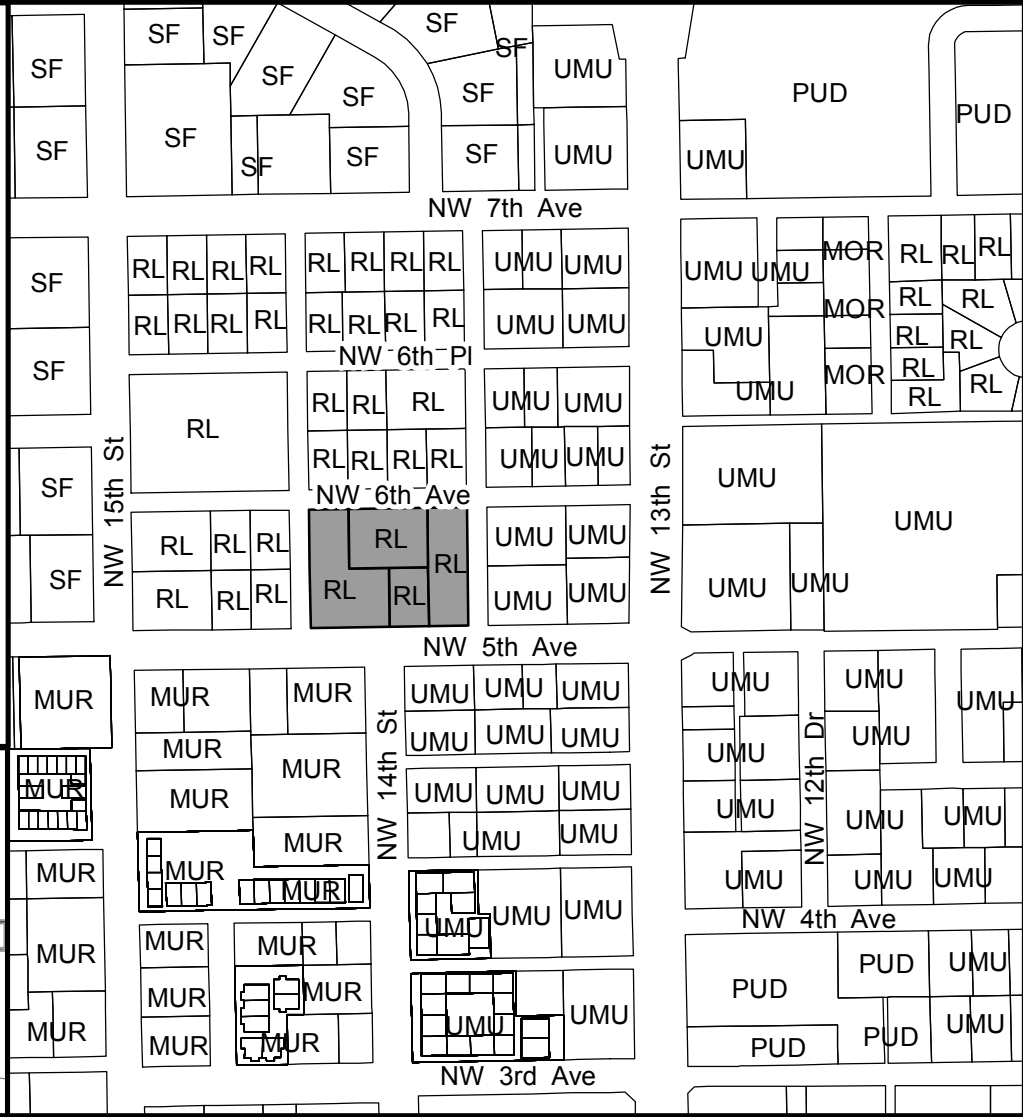 SF SF SF
SF SF UMU
SF SF SF
PUD PUD
SF SF SF SF SF UMU UMU
NW 7th Ave
SF RL RL RL RL RL RL RL RL UMU UMU UMU UMU MOR RL RL RL
RL RL RL RL RL RL RL RL UMU UMU UMU MOR RL RL
RL RL
NW 6th Pl
SF RL RL RL RL UMU UMU UMU MOR RL RL
RL
RL RL RL RL UMU UMU
NW 15th St
NW 13th St
SF UMU UMU
NW 6th Ave
RL RL RL RL RL UMU UMU
SF RL RL RL RL RL UMU UMU UMU UMU
NW 5th Ave
MUR MUR MUR UMU UMU UMU UMU UMU UMU
NW 14th St
NW 12th Dr
MUR MUR UMU UMU UMU UMU UMU
MUR MUR UMU UMU UMU UMU UMU UMU
MUR UMU UMU
MUR MUR MUR UMU UMU UMU
NW 4th Ave
UMU UMU UMU
MUR MUR MUR PUD PUD UMU
MUR MUR UMU UMU
MUR MUR MUR PUD PUD UMU
NW 3rd Ave